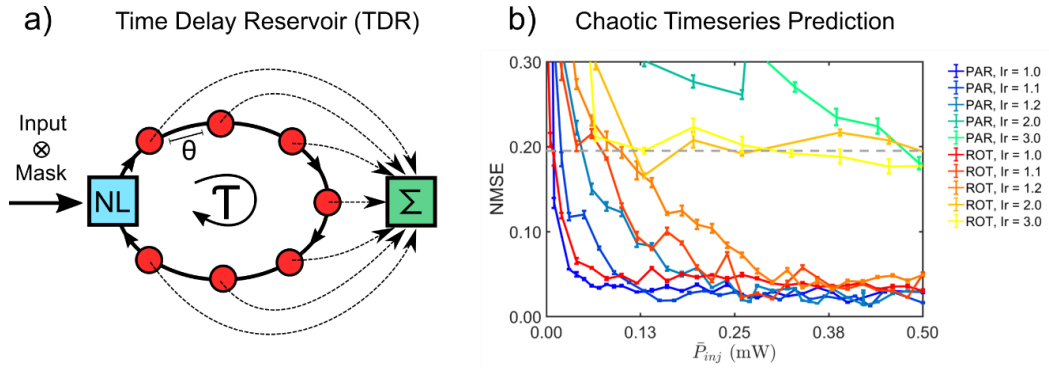 a) Time Delay Reservoir (TDR)
Input
⊗
Mask
θ
NL
T
Σ
b) Chaotic Timeseries Prediction
NMSE
0.30
0.20
0.10
0.00
0.00 0.13 0.25 0.38 0.50
P̄inj (mW)
PAR, Ir = 1.0
PAR, Ir = 1.1
PAR, Ir = 1.2
PAR, Ir = 2.0
PAR, Ir = 3.0
ROT, Ir = 1.0
ROT, Ir = 1.1
ROT, Ir = 1.2
ROT, Ir = 2.0
ROT, Ir = 3.0